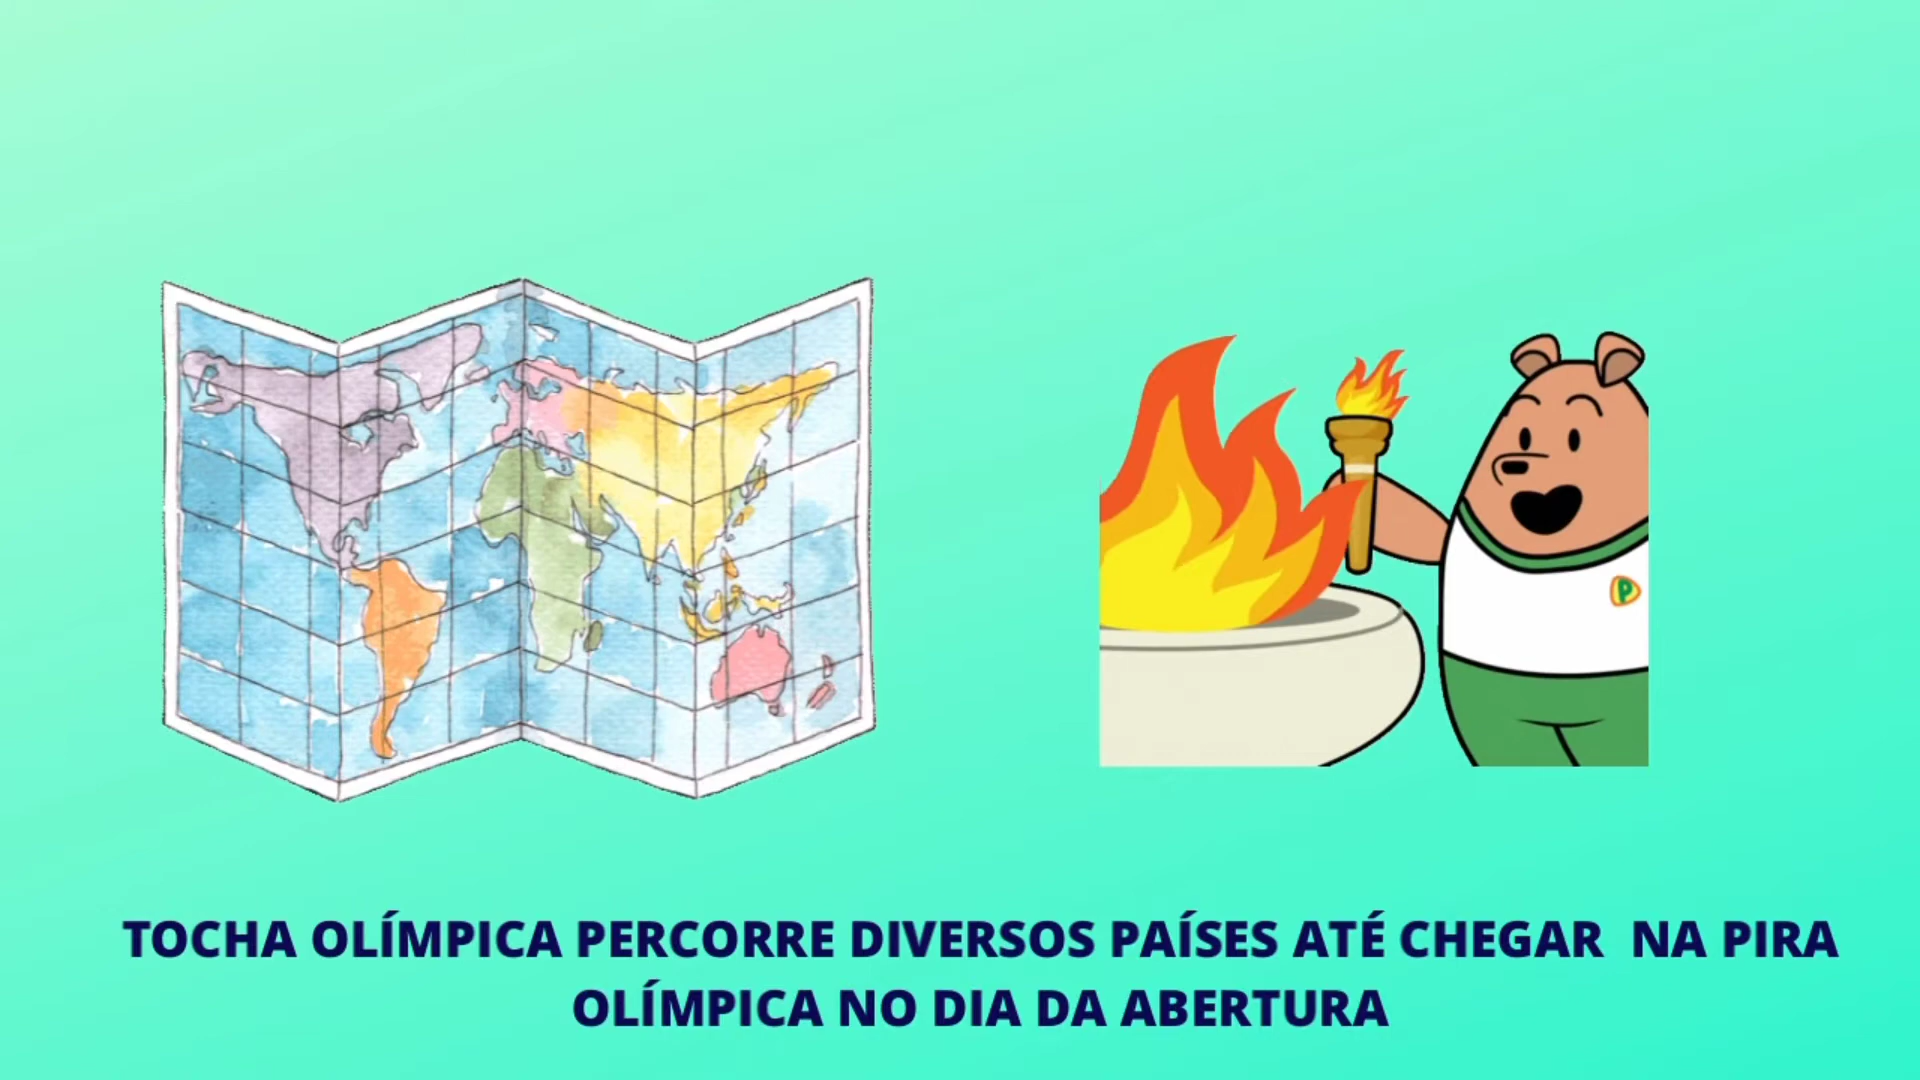 TOCHA OLÍMPICA PERCORRE DIVERSOS PAÍSES ATÉ CHEGAR NA PIRA
OLÍMPICA NO DIA DA ABERTURA
P